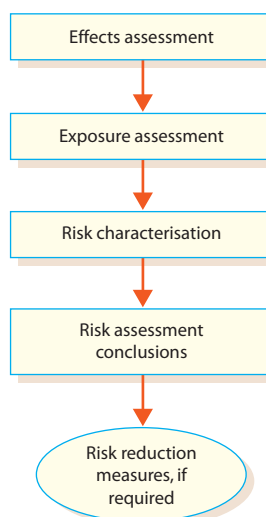 Effects assessment
Exposure assessment
Risk characterisation
Risk assessment
conclusions
Risk reduction
measures, if
required